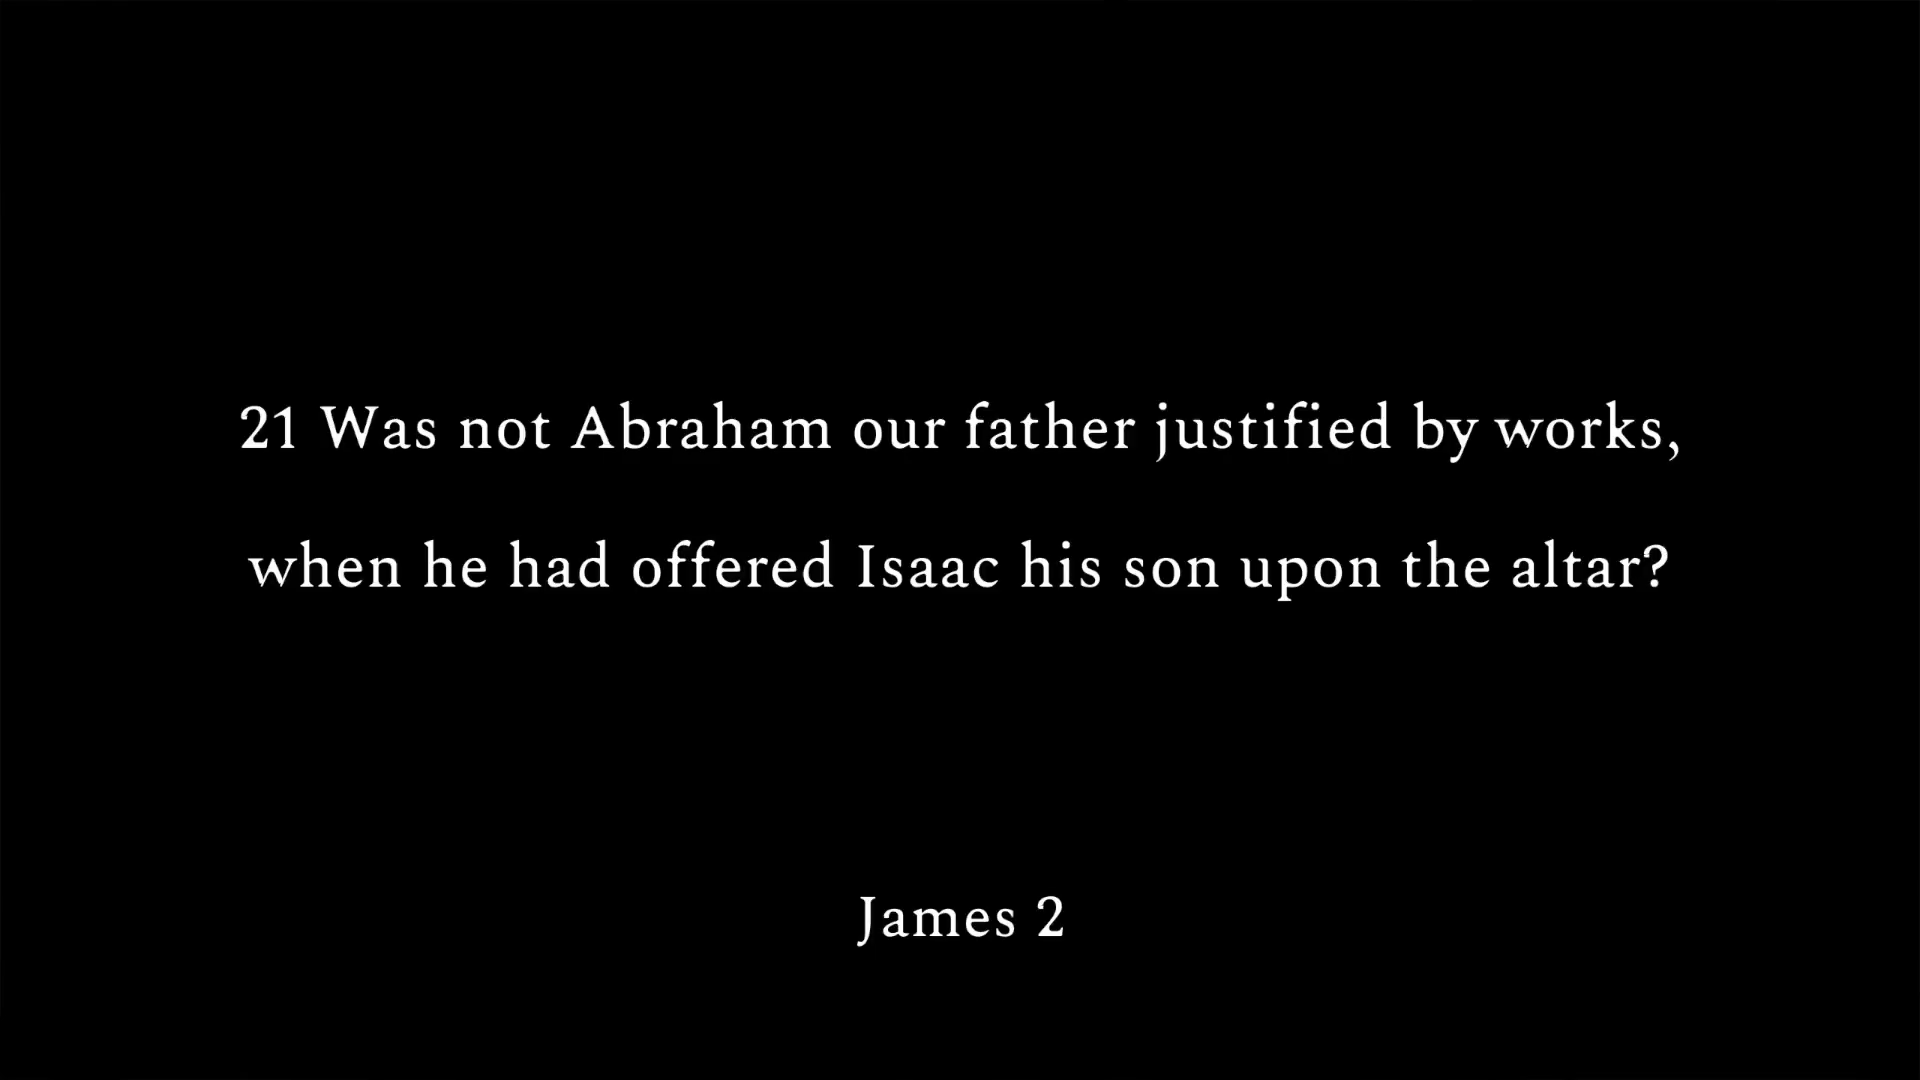 21 Was not Abraham our father justified by works,
when he had offered Isaac his son upon the altar?
James 2